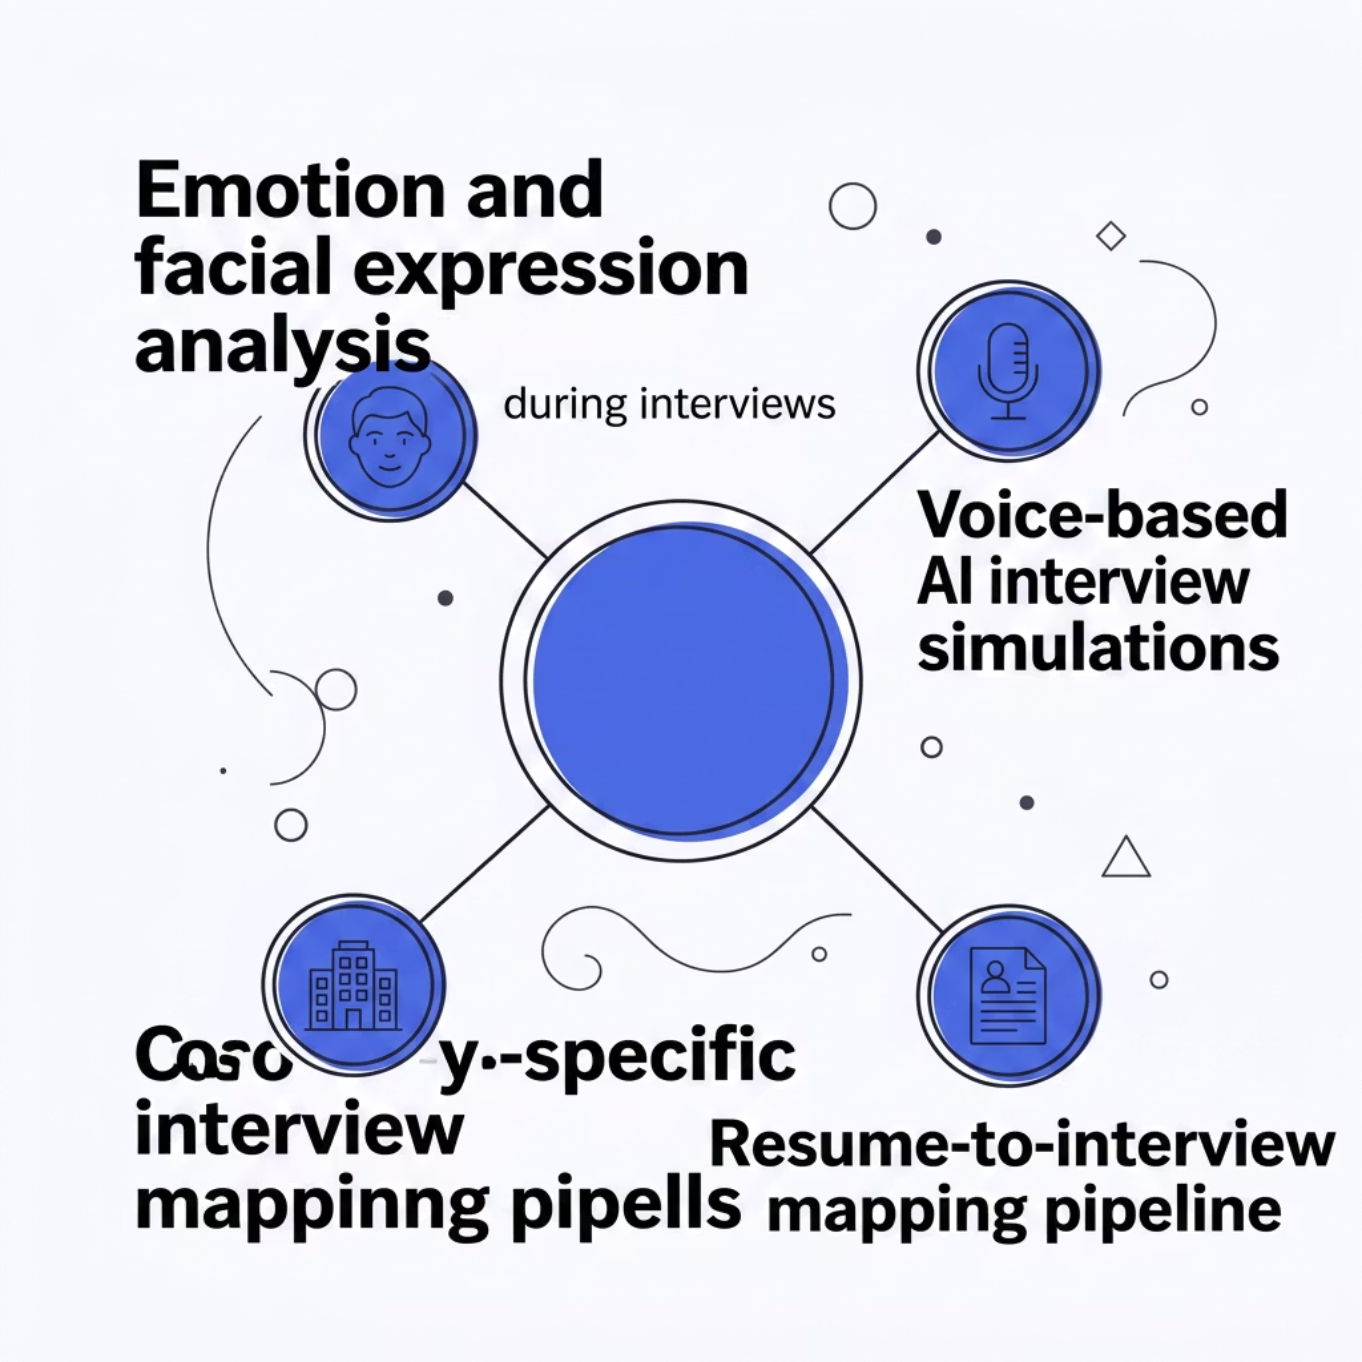 Emotion and
facial expression
analysis
during interviews
Voice-based
AI interview
simulations
-specific
interview
mappinng pipells
Resume-to-interview
mapping pipeline